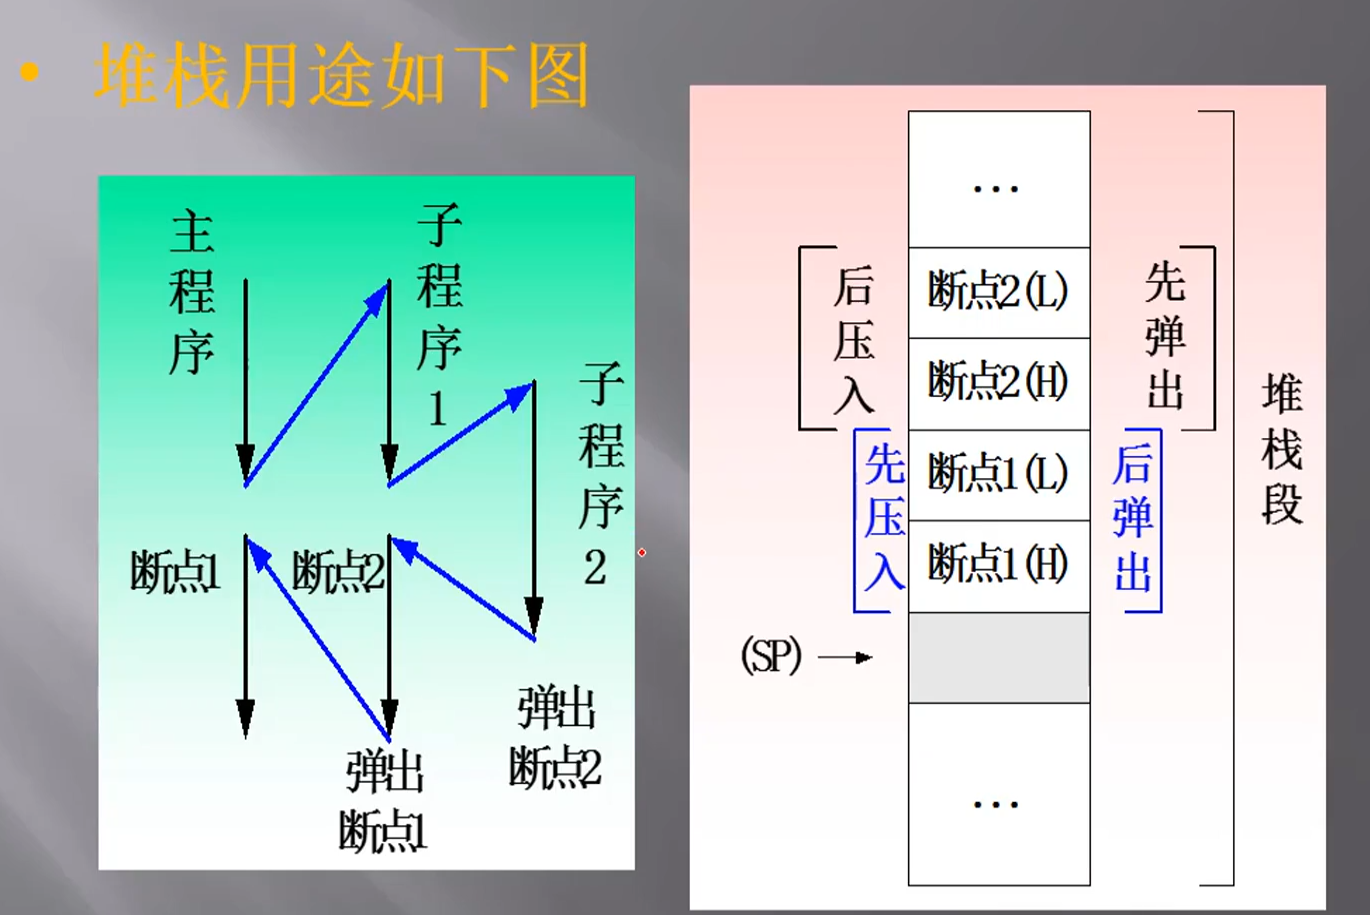 堆栈用途如下图
主程序
子程序1
子程序2
断点1
断点2
弹出
断点2
弹出
断点1
...
后压入
断点2(L)
先弹出
断点2(H)
先压入
断点1(L)
后弹出
断点1(H)
堆栈段
(SP)
...